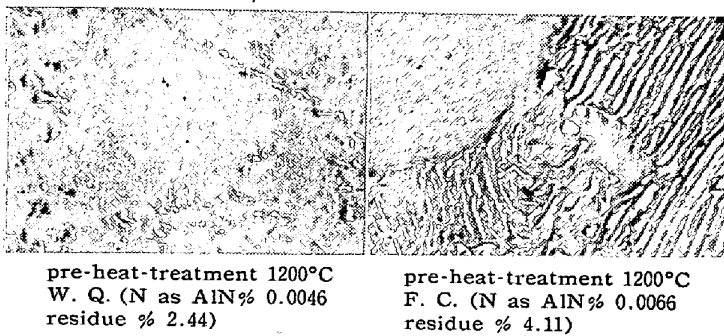 pre-heat-treatment 1200°C
W. Q. (N as AlN% 0.0046
residue % 2.44)
pre-heat-treatment 1200°C
F. C. (N as AlN% 0.0066
residue % 4.11)